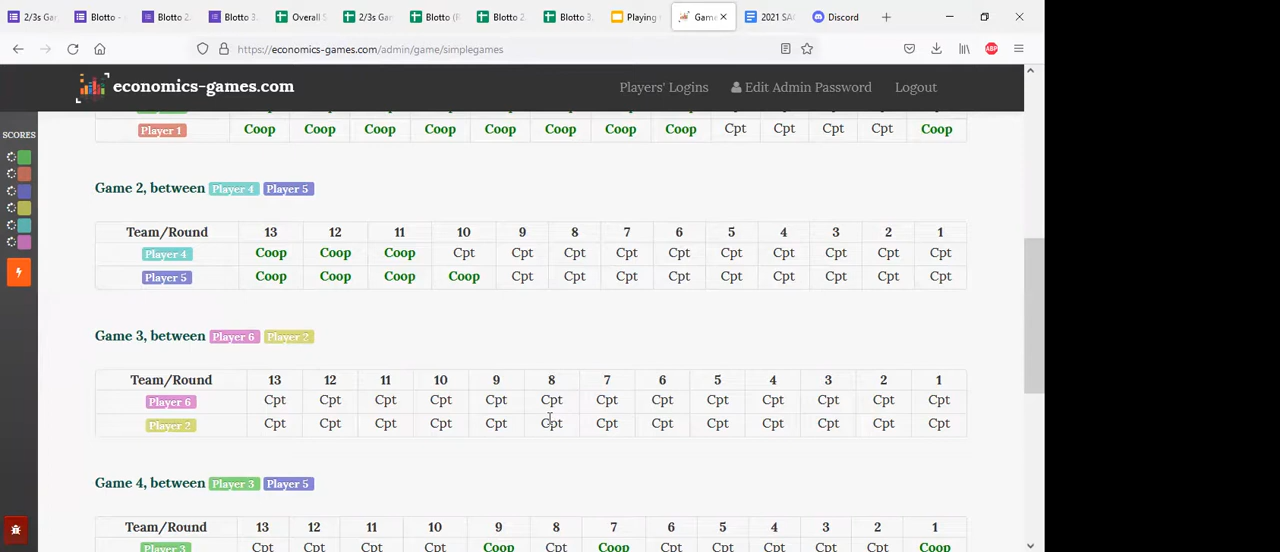 2/3s Ga
Blotto -
Blotto 2.
Blotto 3.
Overall S
2/3s Gar
Blotto (R
Blotto 2.
Blotto 3.
Playing
Game
2021 SA
Discord
https://economics-games.com/admin/game/simplegames
ABP
economics-games.com
Players' Logins
Edit Admin Password
Logout
SCORES
Player 1 Coop Coop Coop Coop Coop Coop Coop Coop Cpt Cpt Cpt Cpt Coop
Game 2, between Player 4 Player 5
Team/Round 13 12 11 10 9 8 7 6 5 4 3 2 1
Player 4 Coop Coop Coop Cpt Cpt Cpt Cpt Cpt Cpt Cpt Cpt Cpt Cpt
Player 5 Coop Coop Coop Coop Cpt Cpt Cpt Cpt Cpt Cpt Cpt Cpt Cpt
Game 3, between Player 6 Player 2
Team/Round 13 12 11 10 9 8 7 6 5 4 3 2 1
Player 6 Cpt Cpt Cpt Cpt Cpt Cpt Cpt Cpt Cpt Cpt Cpt Cpt Cpt
Player 2 Cpt Cpt Cpt Cpt Cpt Cpt Cpt Cpt Cpt Cpt Cpt Cpt Cpt
Game 4, between Player 3 Player 5
Team/Round 13 12 11 10 9 8 7 6 5 4 3 2 1
Player 3 Cpt Cpt Cpt Cpt Coop Cpt Coop Cpt Cpt Cpt Cpt Cpt Coop